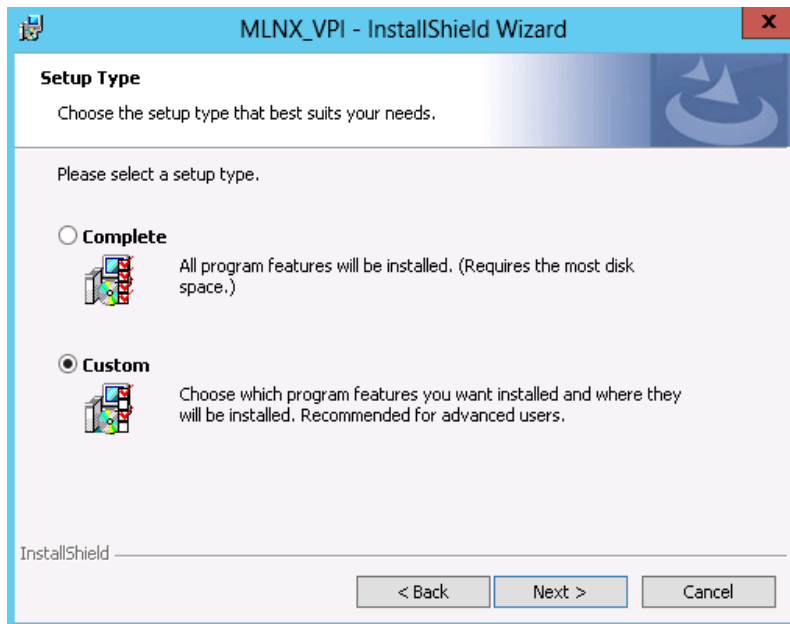 MLNX_VPI - InstallShield Wizard
x
Setup Type
Choose the setup type that best suits your needs.
Please select a setup type.
Complete
All program features will be installed. (Requires the most disk
space.)
Custom
Choose which program features you want installed and where they
will be installed. Recommended for advanced users.
InstallShield
< Back Next > Cancel